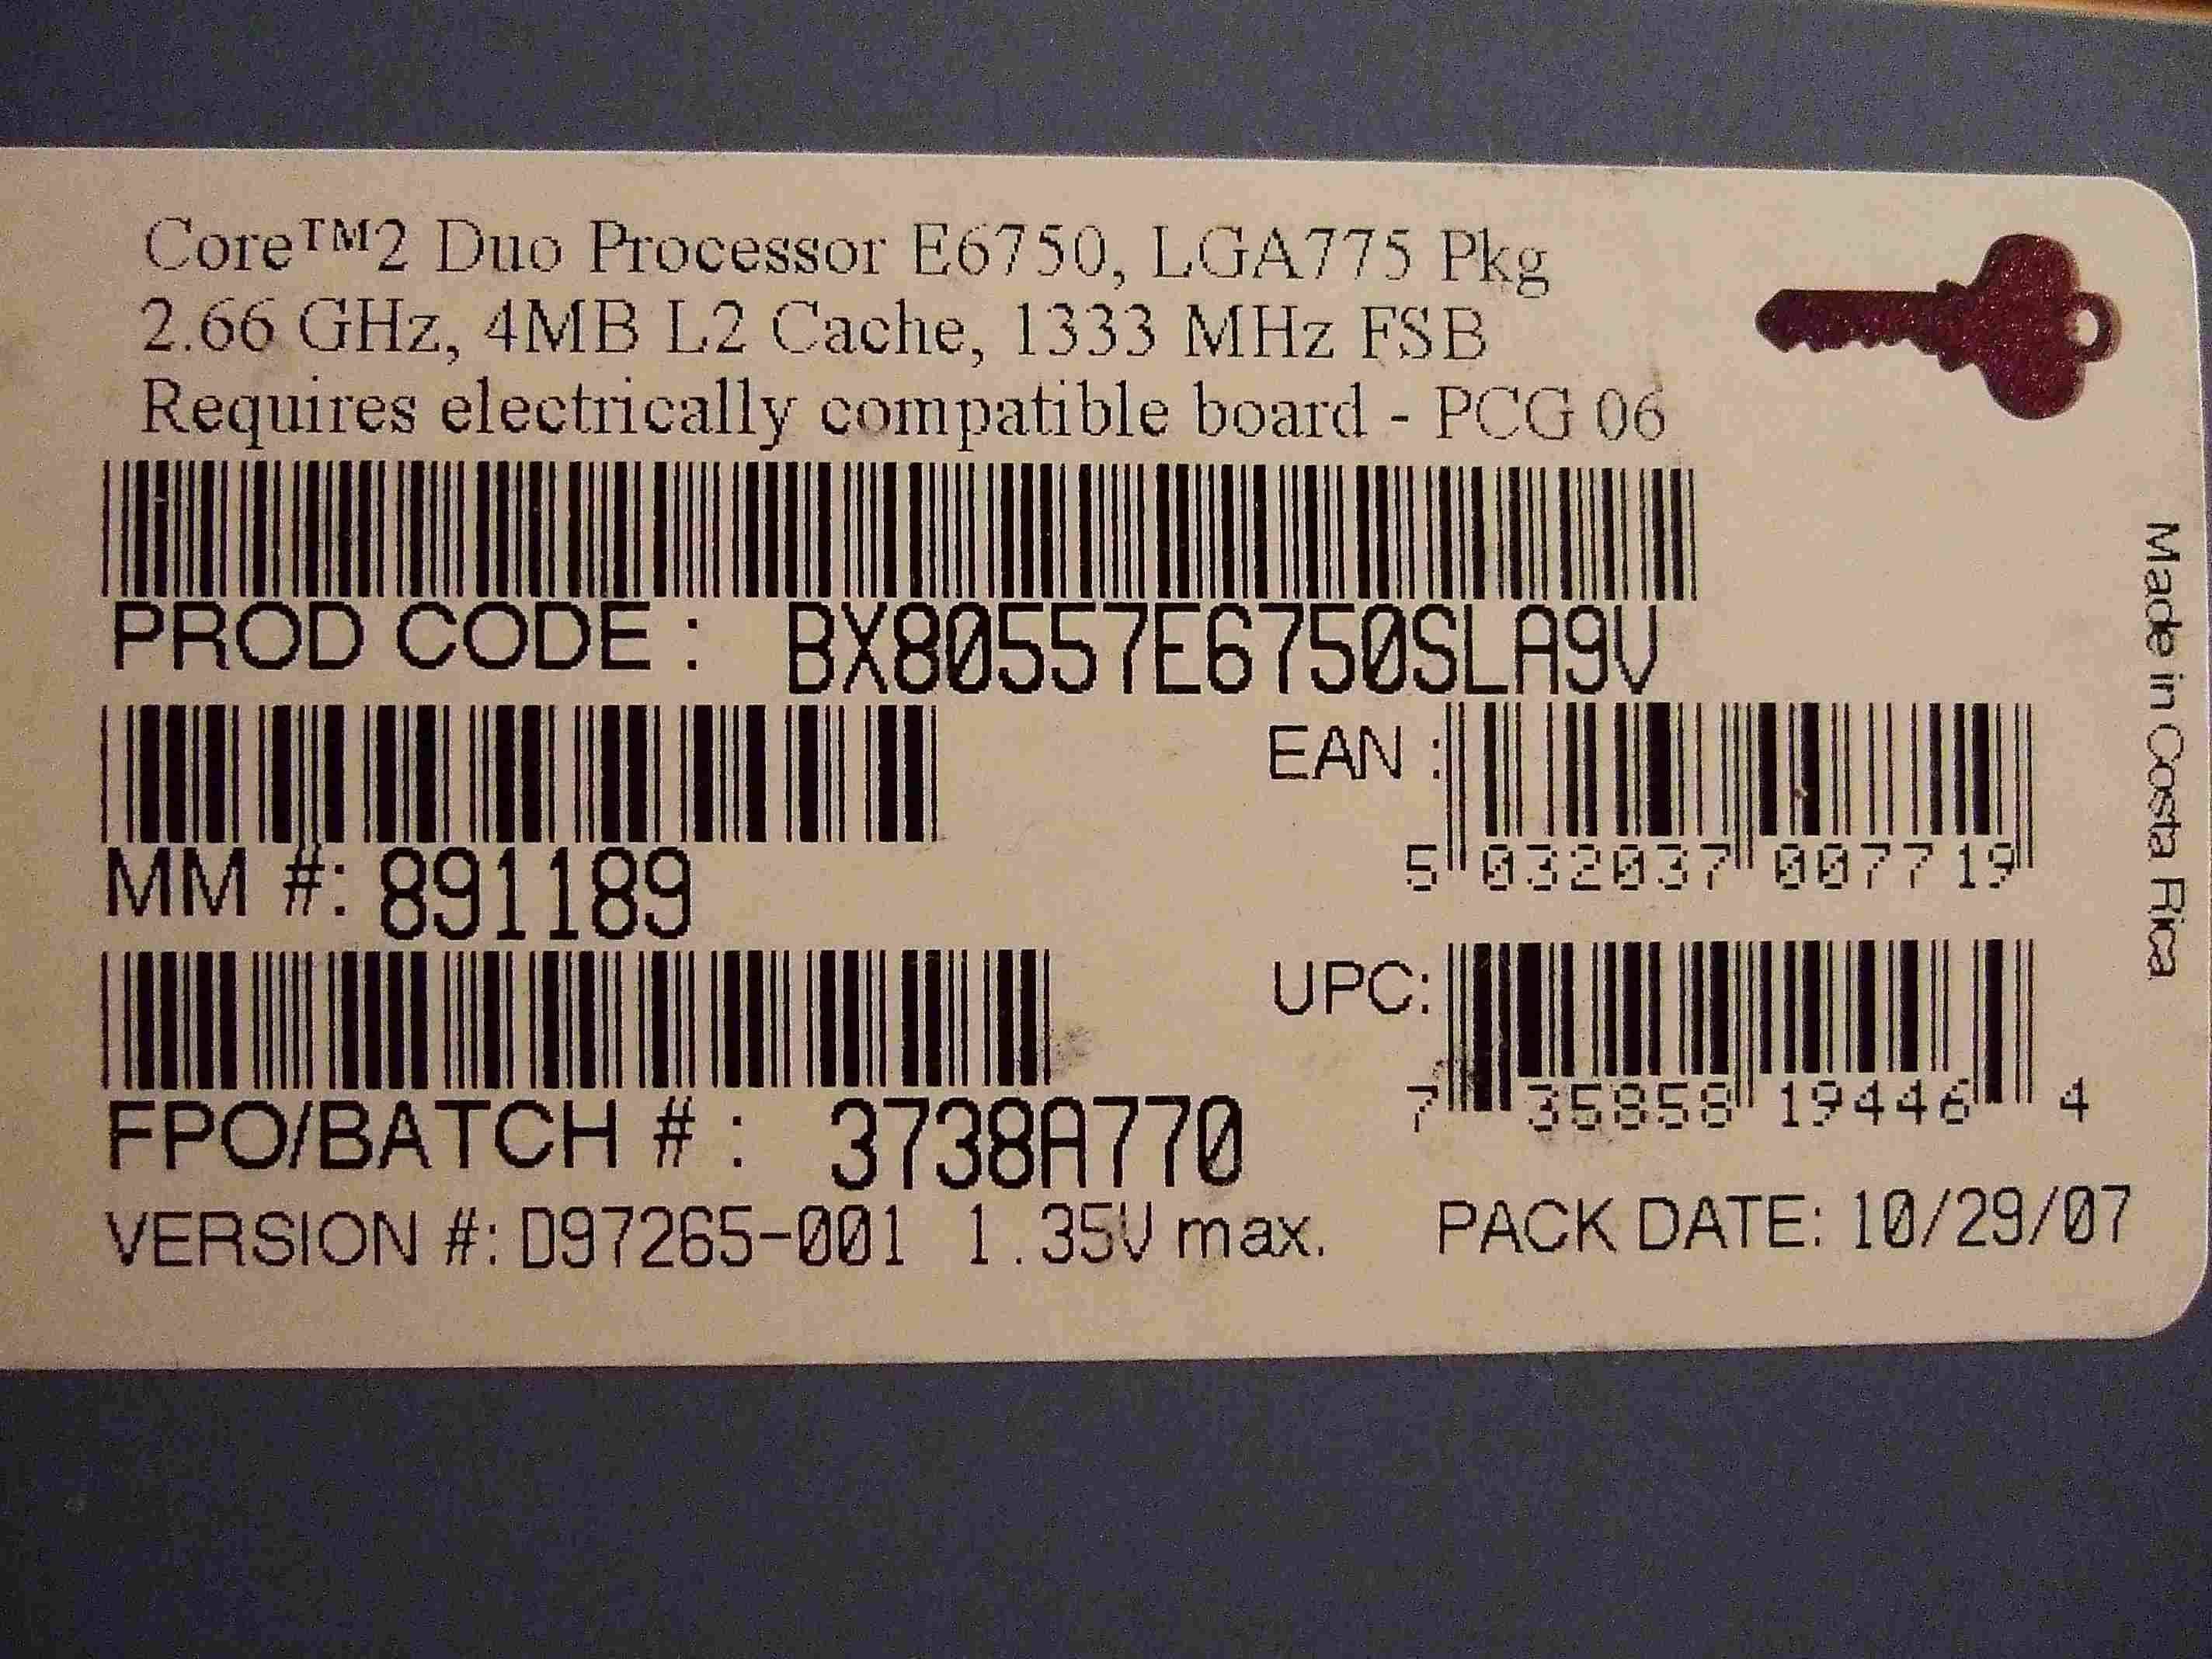 Core™2 Duo Processor E6750, LGA775 Pkg
2.66 GHz, 4MB L2 Cache, 1333 MHz FSB
Requires electrically compatible board - PCG 06
PROD CODE : BX80557E6750SLA9V
MM #: 891189
EAN :
5 032037 007719
UPC:
7 35858 19446 4
FPO/BATCH # : 3738A770
VERSION #: D97265-001 1.35V max.
PACK DATE: 10/29/07
Made in Costa Rica